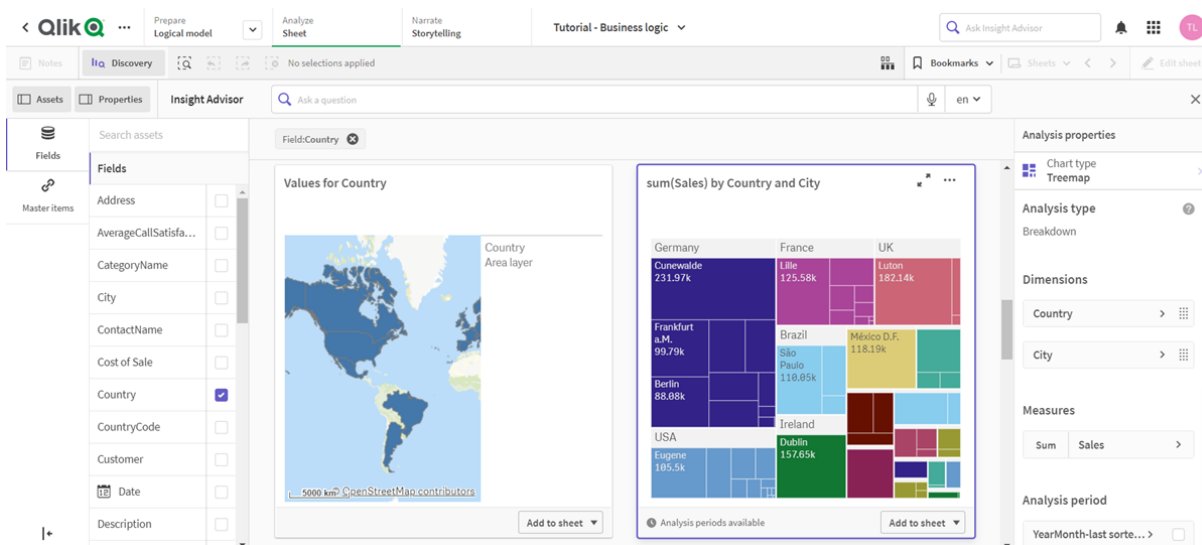 Qlik
Prepare
Logical model
Analyze
Sheet
Narrate
Storytelling
Tutorial - Business logic
Ask Insight Advisor
TL
Notes
Discovery
No selections applied
Bookmarks
Sheets
Edit sheet
Assets
Properties
Insight Advisor
Ask a question
en
Fields
Master items
Search assets
Fields
Address
AverageCallSatisfa...
CategoryName
City
ContactName
Cost of Sale
Country
CountryCode
Customer
Date
Description
Field:Country
Values for Country
Country
Area layer
5000 km
© OpenStreetMap contributors
Add to sheet
sum(Sales) by Country and City
Germany
Cunewalde
231.97k
Frankfurt
a.M.
99.79k
Berlin
88.08k
USA
Eugene
105.5k
France
Lille
125.58k
UK
Luton
182.14k
Brazil
São
Paulo
110.05k
México D.F.
118.19k
Ireland
Dublin
157.65k
Analysis periods available
Add to sheet
Analysis properties
Chart type
Treemap
Analysis type
Breakdown
Dimensions
Country
City
Measures
Sum
Sales
Analysis period
YearMonth-last sorte...